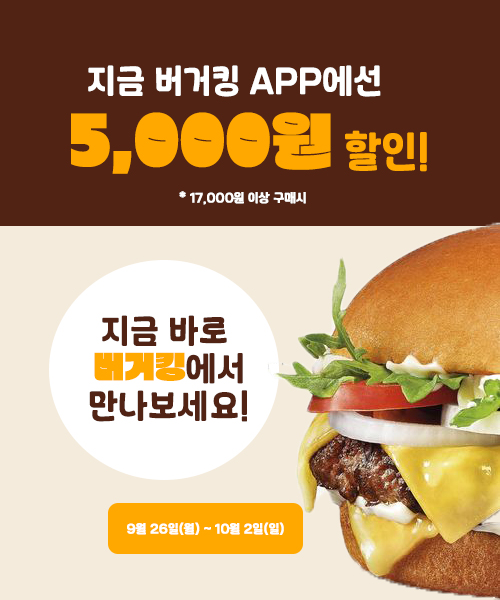 지금 버거킹 APP에선
5,000원 할인!
* 17,000원 이상 구매시
지금 바로
버거킹에서
만나보세요!
9월 26일(월) ~ 10월 2일(일)